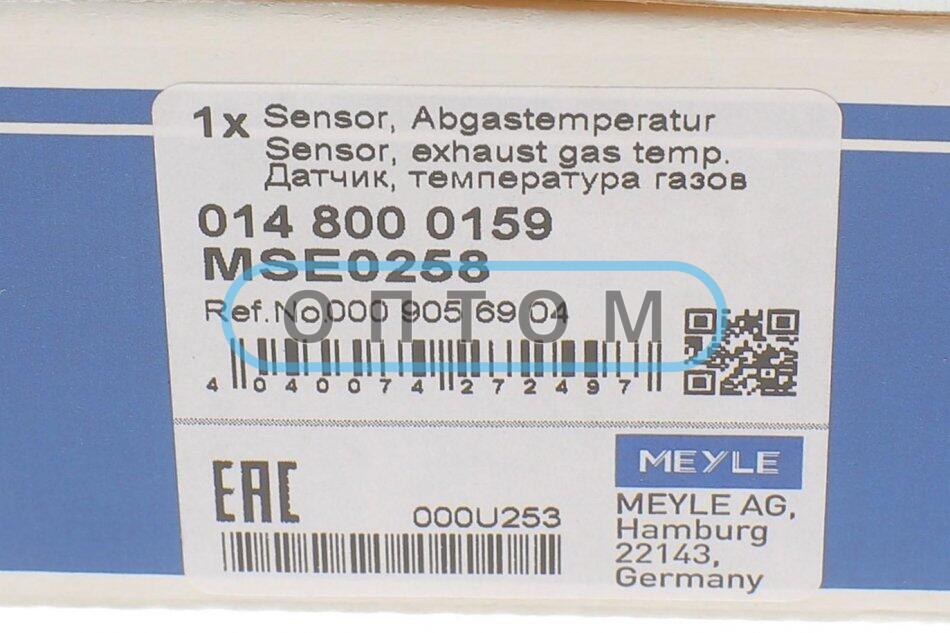 1x Sensor, Abgastemperatur
Sensor, exhaust gas temp.
Датчик, температура газов
014 800 0159
MSE0258
Ref.No.000 905 69 04
ОПТОМ
4 040074 272497
EAC
000U253
MEYLE
MEYLE AG,
Hamburg
22143,
Germany